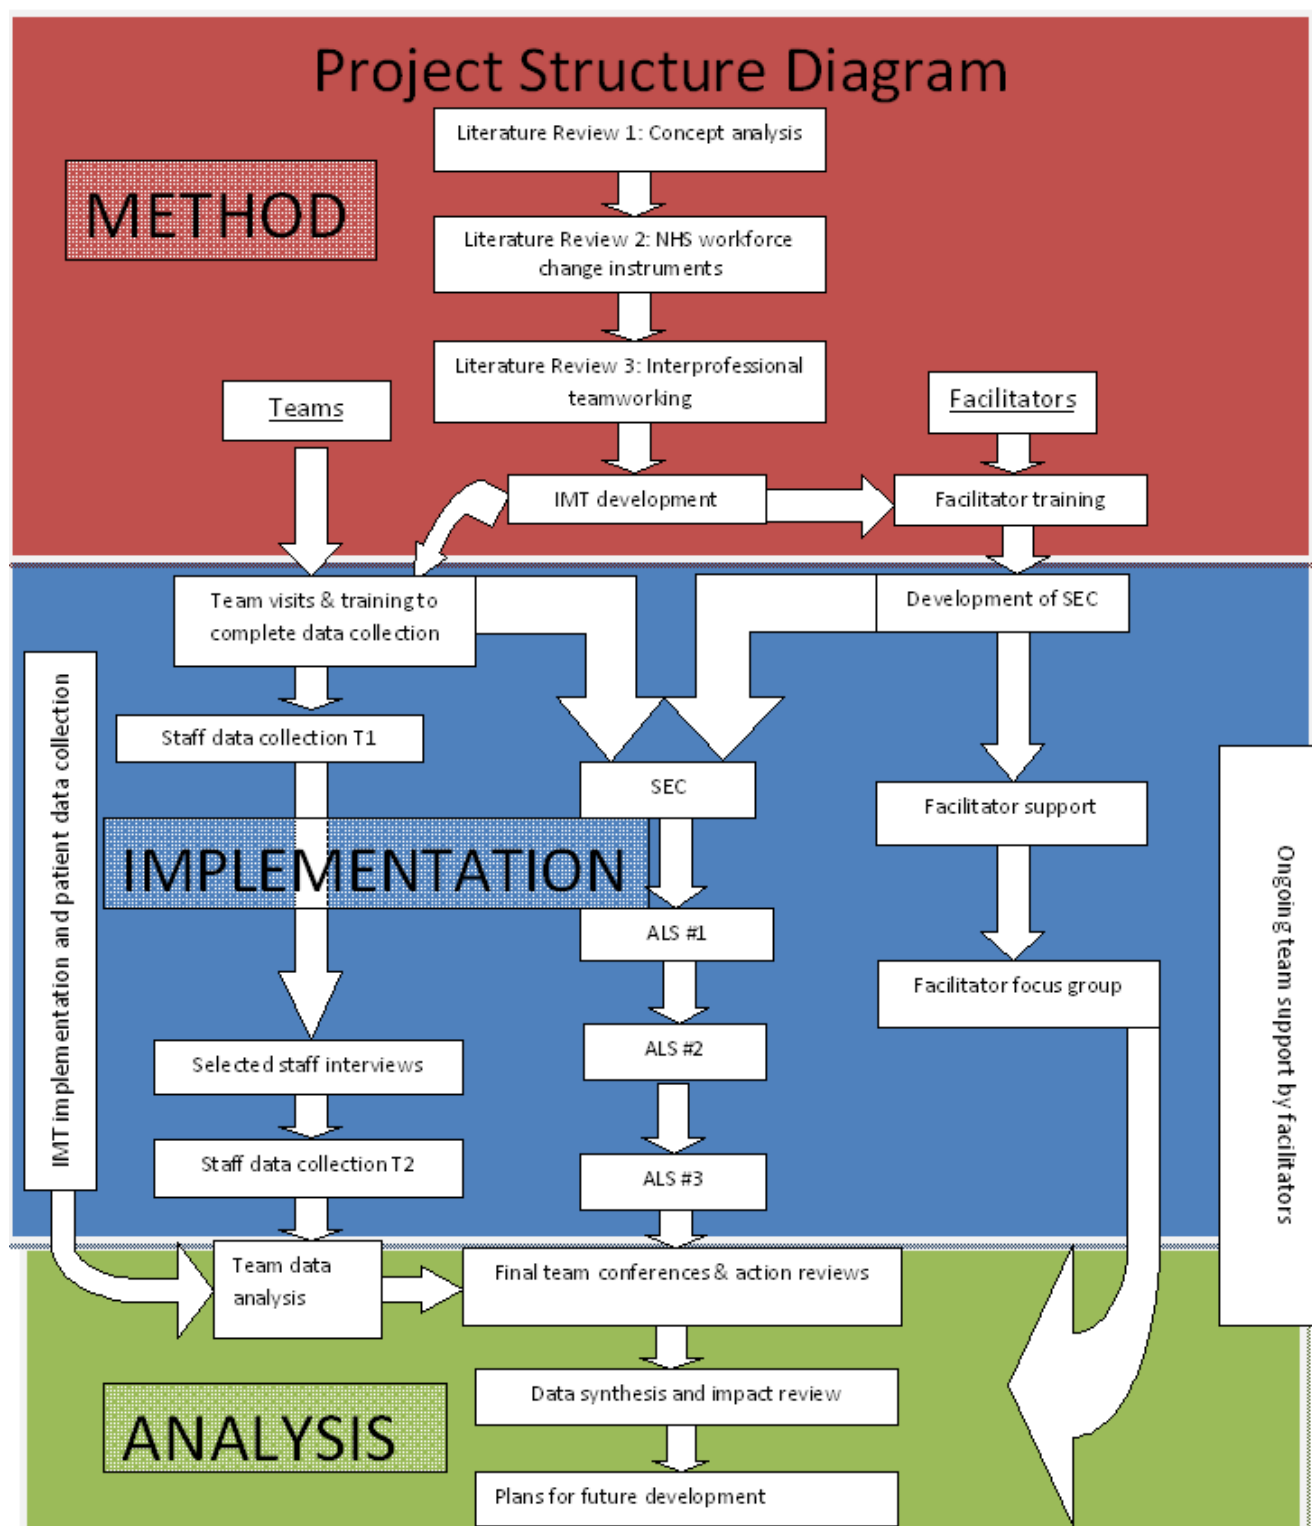 Project Structure Diagram
Literature Review 1: Concept analysis
METHOD
Literature Review 2: NHS workforce
change instruments
Literature Review 3: Interprofessional
teamworking
Teams
Facilitators
IMT development
Facilitator training
Team visits & training to
complete data collection
Development of SEC
IMT implementation and patient data collection
Staff data collection T1
SEC
Facilitator support
Ongoing team support by facilitators
IMPLEMENTATION
ALS #1
Facilitator focus group
ALS #2
Selected staff interviews
Staff data collection T2
ALS #3
Team data
analysis
Final team conferences & action reviews
Data synthesis and impact review
ANALYSIS
Plans for future development